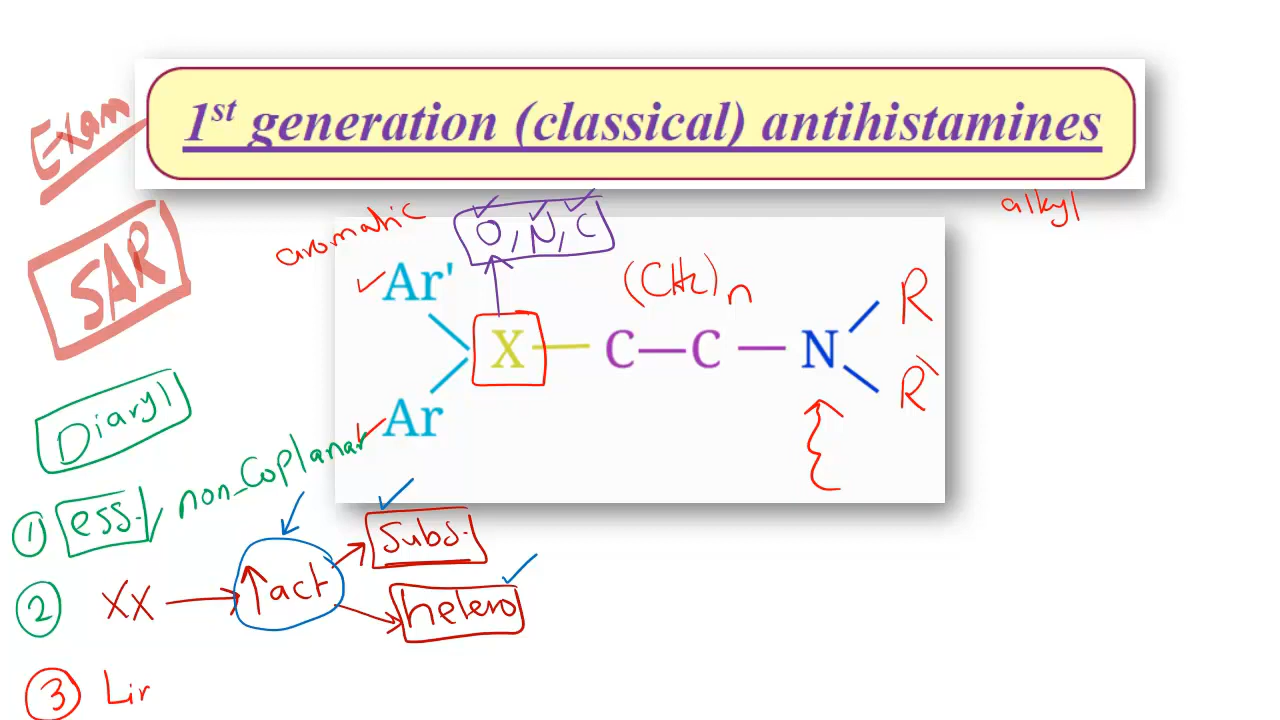 1st generation (classical) antihistamines
Exam
SAR
aromatic
O, N, C
alkyl
Ar'
(CH2)n
R
X — C — C — N
R'
Ar
Diaryl
① ess. non-Coplanar
② XX → ↑ act
subs.
hetero
③ Lin